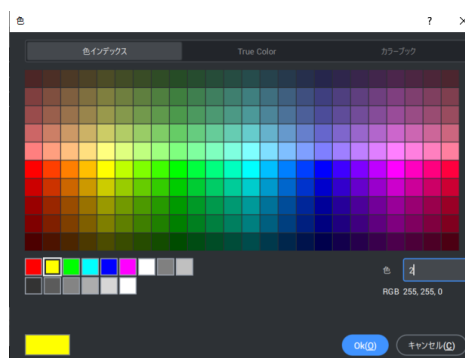 色
? ×
色インデックス
True Color
カラーブック
色 2
RGB 255, 255, 0
Ok(O)
キャンセル(C)